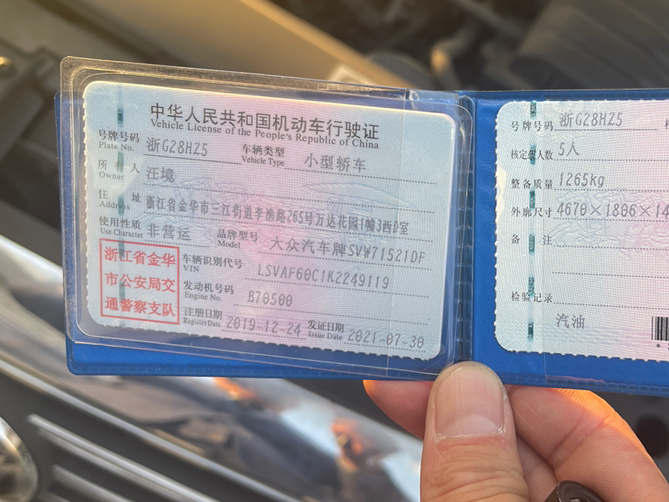 中华人民共和国机动车行驶证
Vehicle License of the People's Republic of China
号牌号码 浙G28HZ5 车辆类型 小型轿车
Plate No. Vehicle Type
所有人 汪境
Owner
住址 浙江省金华市三江街道李渔路265号万达花园1幢3西D室
Address
使用性质 非营运 品牌型号 大众汽车牌SVW71521DF
Use Character Model
浙江省金华
市公安局交
通警察支队
车辆识别代号 LSVAF60C1K2249119
VIN
发动机号码 B70500
Engine No.
注册日期 2019-12-24 发证日期 2021-07-30
Register Date Issue Date
号牌号码 浙G28HZ5
核定载人数 5人
整备质量 1265kg
外廓尺寸 4670×1806×14
备注
检验记录
汽油